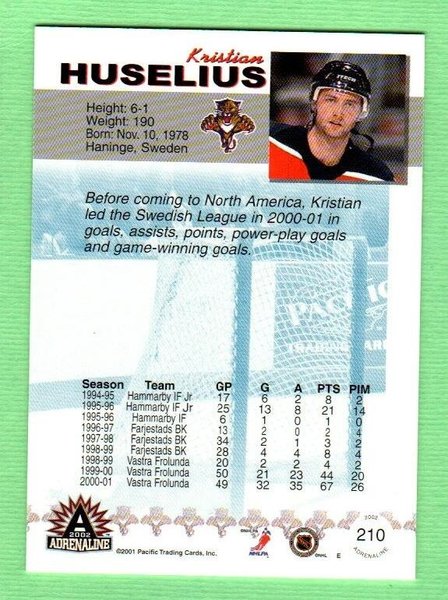 Kristian
HUSELIUS
ITECH
Height: 6-1
Weight: 190
Born: Nov. 10, 1978
Haninge, Sweden
Before coming to North America, Kristian
led the Swedish League in 2000-01 in
goals, assists, points, power-play goals
and game-winning goals.
PACIFIC
Season Team GP G A PTS PIM
1994-95 Hammarby IF Jr 17 6 2 8 2
1995-96 Hammarby IF Jr 25 13 8 21 14
1995-96 Hammarby IF 6 1 0 1 0
1996-97 Farjestads BK 13 2 0 2 4
1997-98 Farjestads BK 34 2 1 3 2
1998-99 Farjestads BK 28 4 4 8 4
1998-99 Vastra Frolunda 20 2 2 4 2
1999-00 Vastra Frolunda 50 21 23 44 20
2000-01 Vastra Frolunda 49 32 35 67 26
A
2002
ADRENALINE
©2001 Pacific Trading Cards, Inc.
NHLPA
©NHL
E
2002
210
ADRENALINE